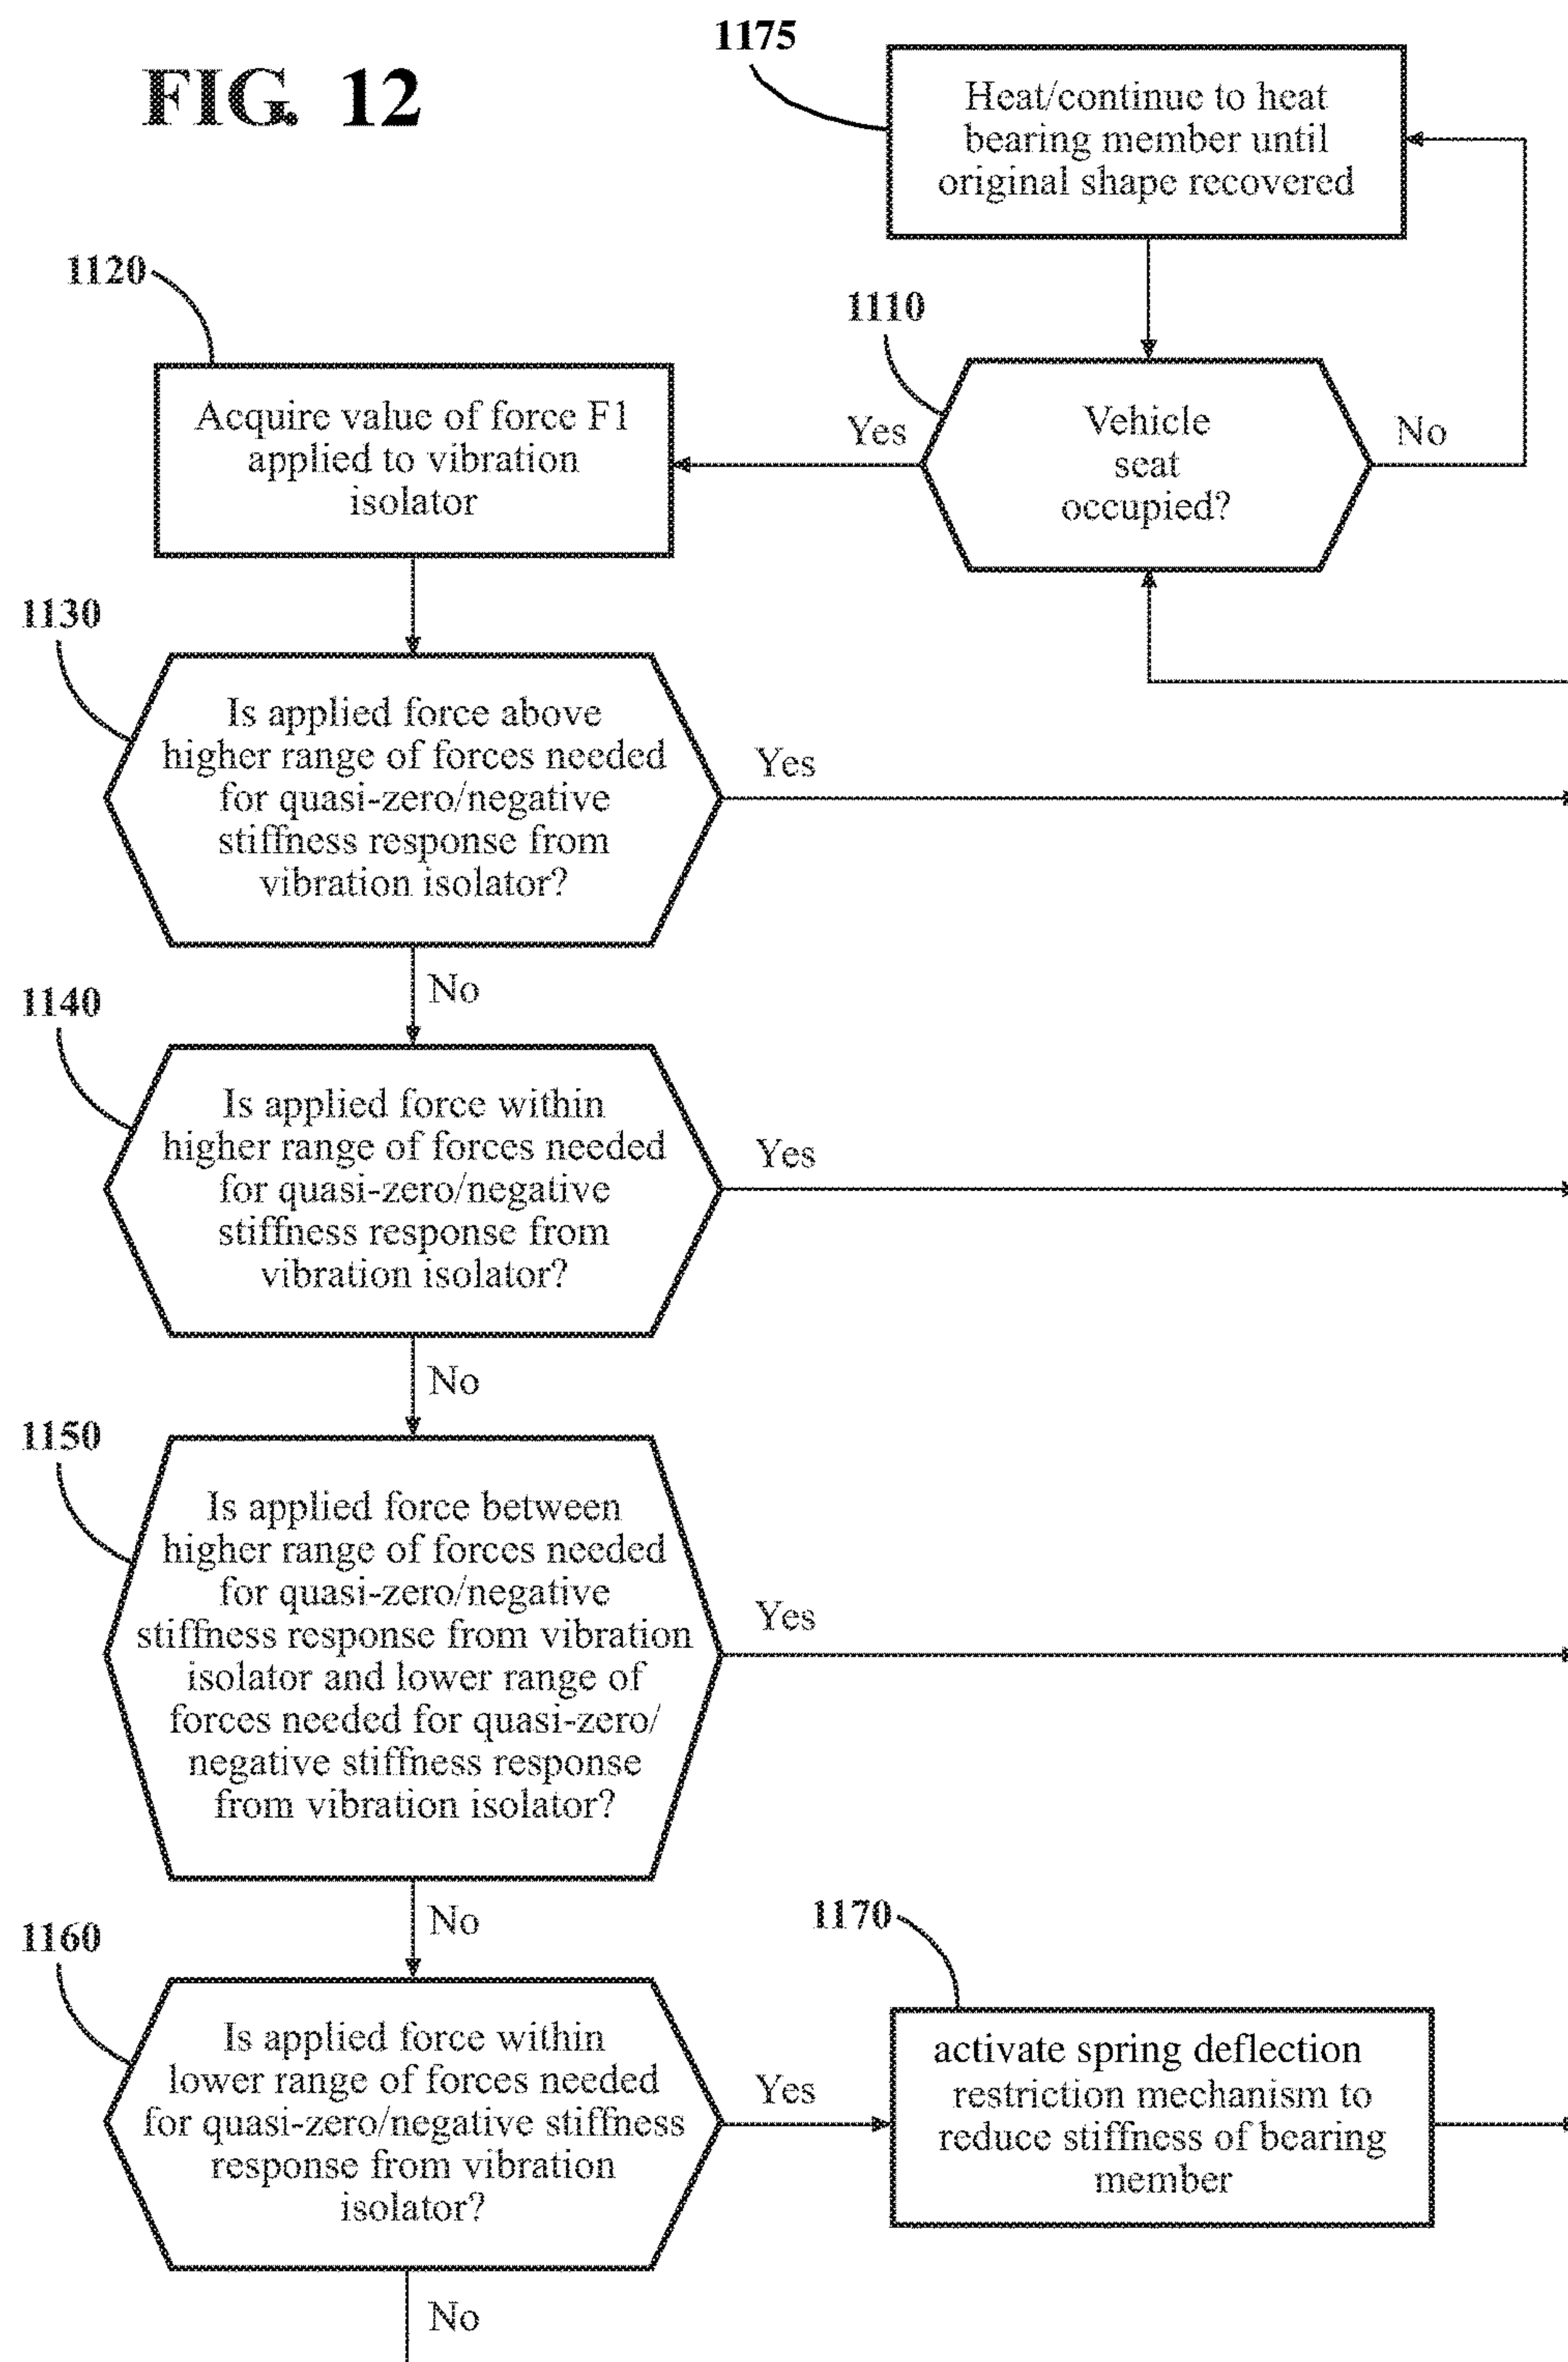 FIG. 12
1175
Heat/continue to heat
bearing member until
original shape recovered
1120
1110
Acquire value of force F1
applied to vibration
isolator
Yes
Vehicle
seat
occupied?
No
1130
Is applied force above
higher range of forces needed
for quasi-zero/negative
stiffness response from
vibration isolator?
Yes
No
1140
Is applied force within
higher range of forces needed
for quasi-zero/negative
stiffness response from
vibration isolator?
Yes
No
1150
Is applied force between
higher range of forces needed
for quasi-zero/negative
stiffness response from vibration
isolator and lower range of
forces needed for quasi-zero/
negative stiffness response
from vibration isolator?
Yes
No
1160
Is applied force within
lower range of forces needed
for quasi-zero/negative stiffness
response from vibration
isolator?
Yes
1170
activate spring deflection
restriction mechanism to
reduce stiffness of bearing
member
No